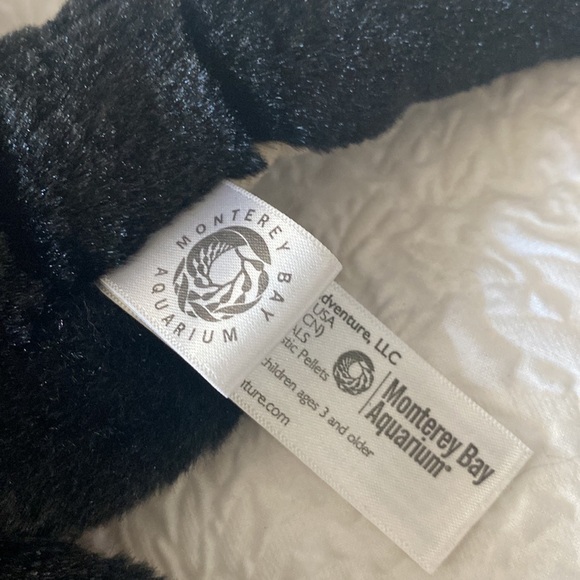 MONTEREY BAY
AQUARIUM
dventure, LLC
USA
(CN)
ALS
stic Pellets
children ages 3 and older
ture.com
Monterey Bay
Aquarium